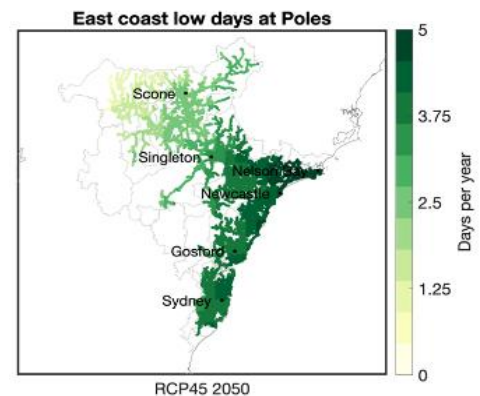 East coast low days at Poles
Scone
Singleton
Nelson Bay
Newcastle
Gosford
Sydney
5
3.75
2.5
1.25
0
Days per year
RCP45 2050